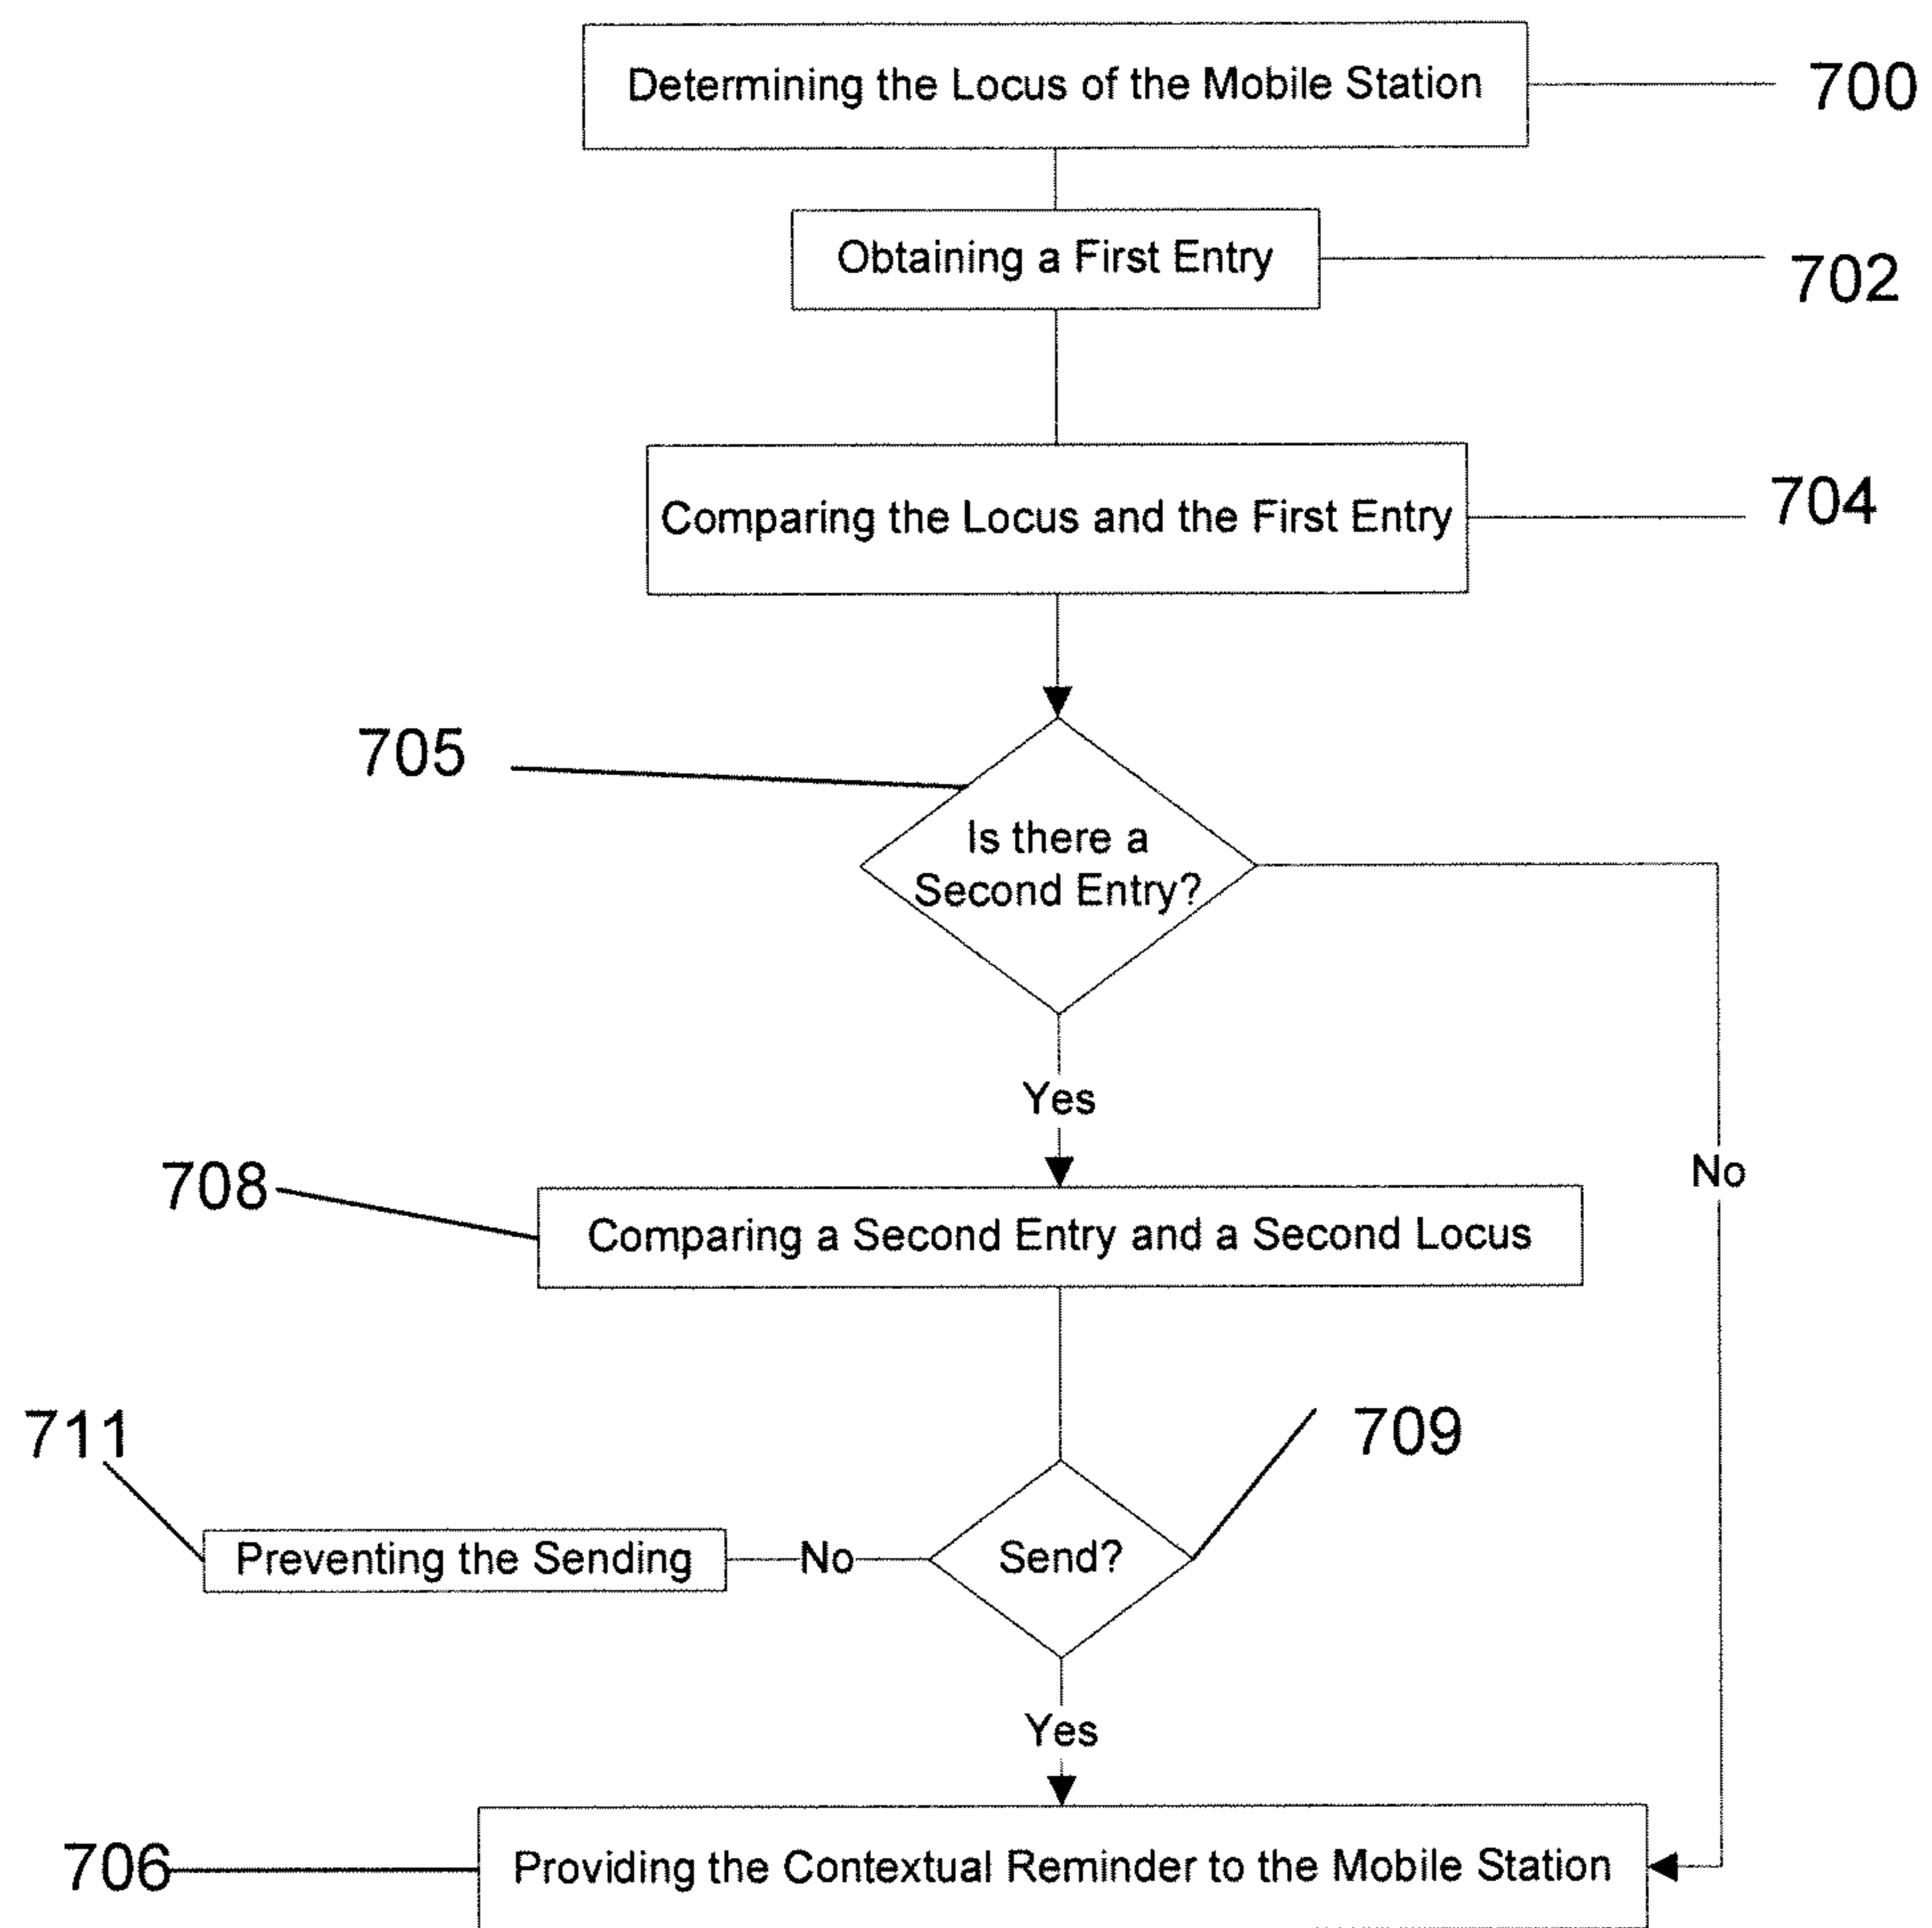 Determining the Locus of the Mobile Station
700
Obtaining a First Entry
702
Comparing the Locus and the First Entry
704
705
Is there a
Second Entry?
Yes
No
708
Comparing a Second Entry and a Second Locus
711
709
Preventing the Sending
No
Send?
Yes
706
Providing the Contextual Reminder to the Mobile Station